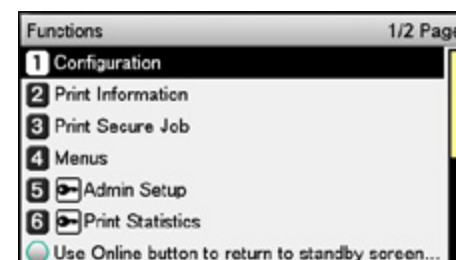 Functions 1/2 Page
1 Configuration
2 Print Information
3 Print Secure Job
4 Menus
5 Admin Setup
6 Print Statistics
Use Online button to return to standby screen...